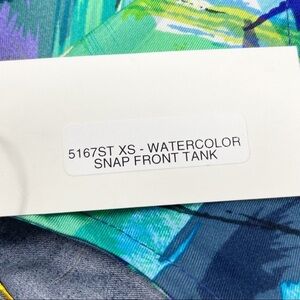 5167ST XS - WATERCOLOR
SNAP FRONT TANK